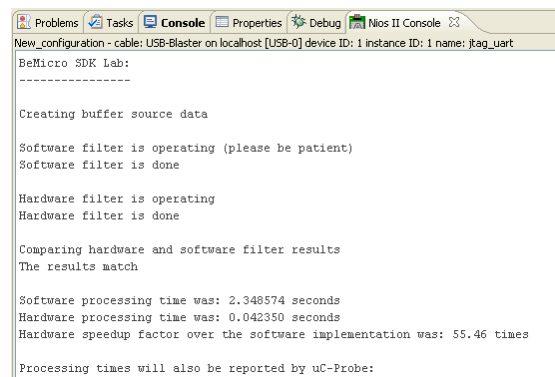 Problems Tasks Console Properties Debug Nios II Console
New_configuration - cable: USB-Blaster on localhost [USB-0] device ID: 1 instance ID: 1 name: jtag_uart
BeMicro SDK Lab:
----------------
Creating buffer source data
Software filter is operating (please be patient)
Software filter is done
Hardware filter is operating
Hardware filter is done
Comparing hardware and software filter results
The results match
Software processing time was: 2.348574 seconds
Hardware processing time was: 0.042350 seconds
Hardware speedup factor over the software implementation was: 55.46 times
Processing times will also be reported by uC-Probe: